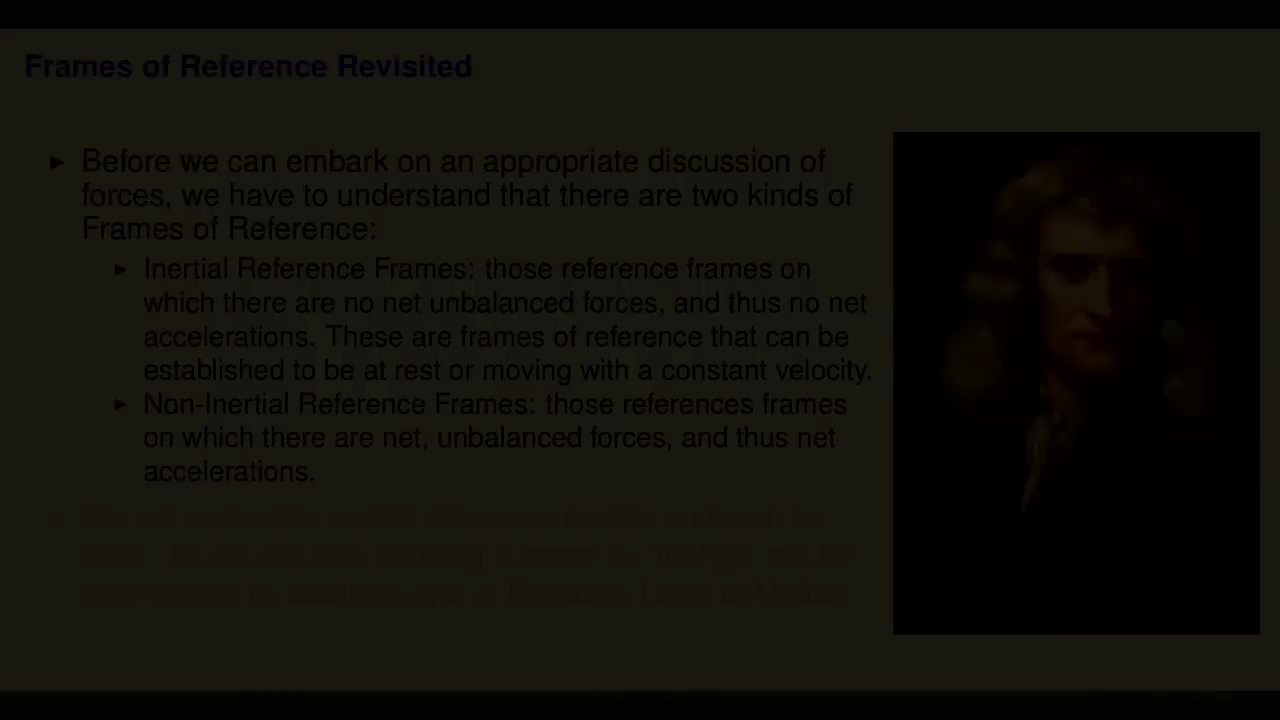 Frames of Reference Revisited
▸ Before we can embark on an appropriate discussion of
forces, we have to understand that there are two kinds of
Frames of Reference:
▸ Inertial Reference Frames: those reference frames on
which there are no net unbalanced forces, and thus no net
accelerations. These are frames of reference that can be
established to be at rest or moving with a constant velocity.
▸ Non-Inertial Reference Frames: those references frames
on which there are net, unbalanced forces, and thus net
accelerations.